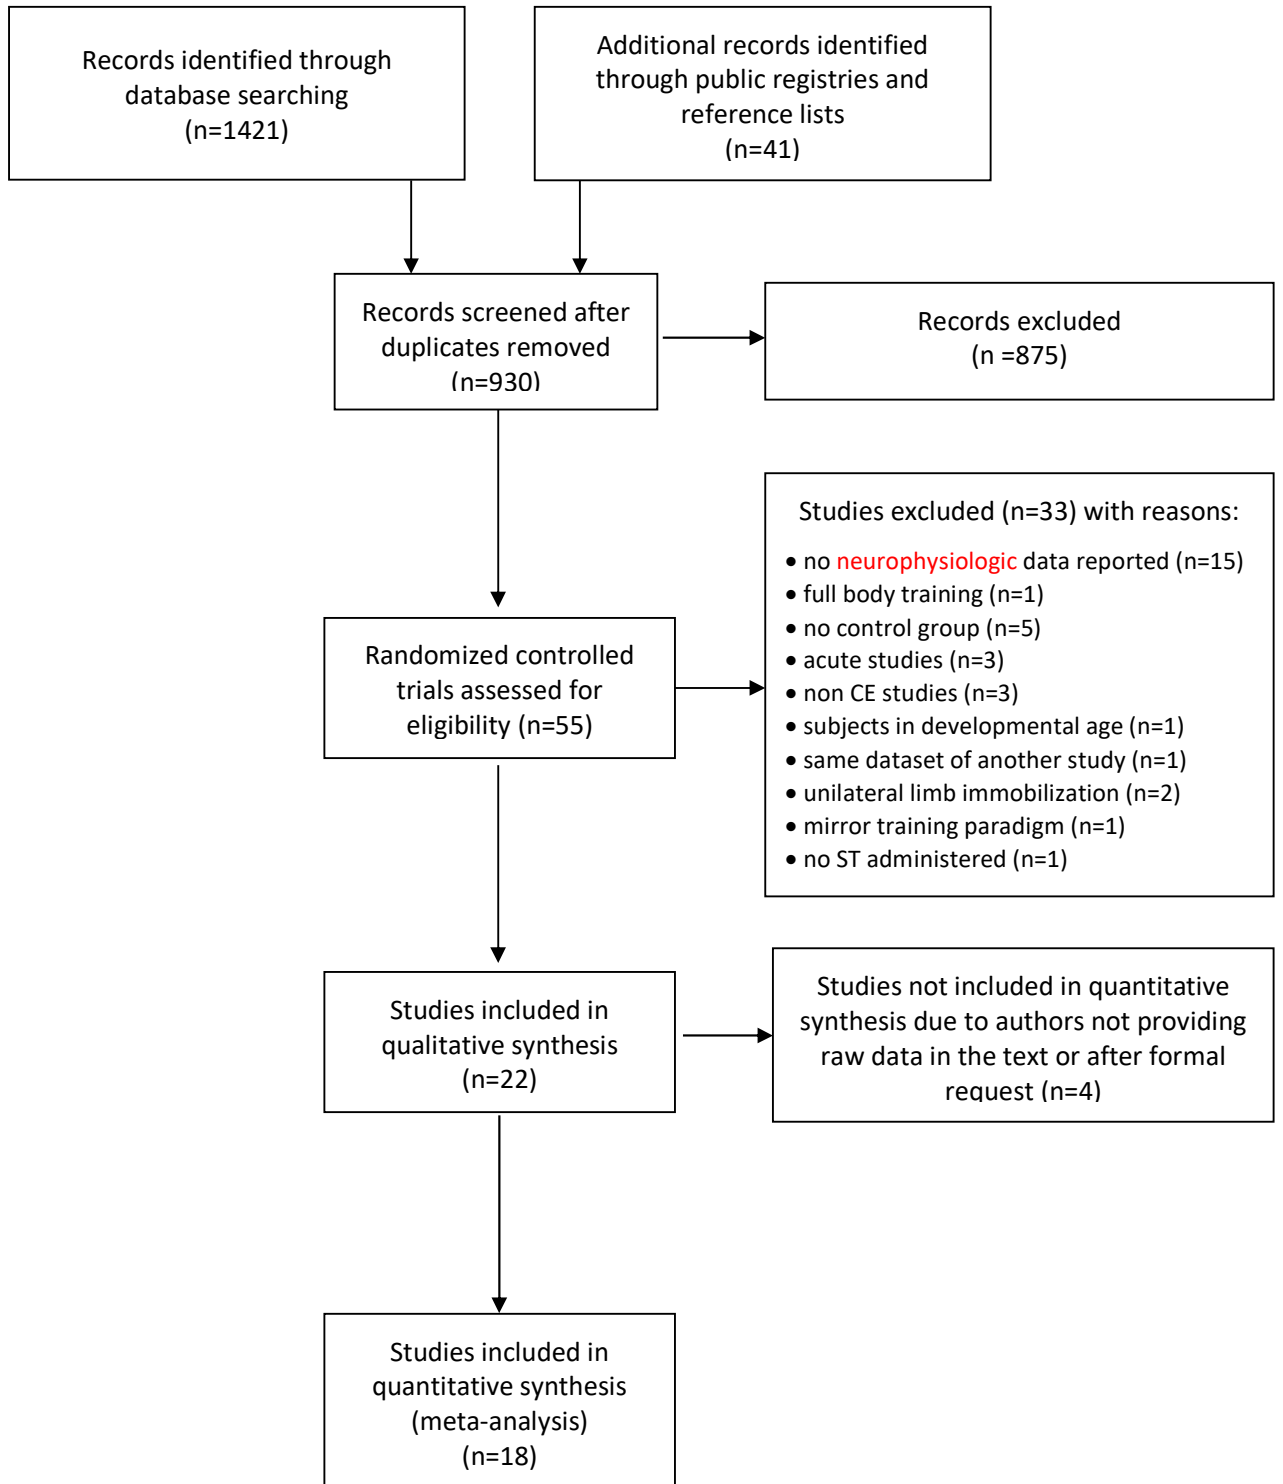 Records identified through
database searching
(n=1421)
Additional records identified
through public registries and
reference lists
(n=41)
Records screened after
duplicates removed
(n=930)
Records excluded
(n =875)
Studies excluded (n=33) with reasons:
• no neurophysiologic data reported (n=15)
• full body training (n=1)
• no control group (n=5)
• acute studies (n=3)
• non CE studies (n=3)
• subjects in developmental age (n=1)
• same dataset of another study (n=1)
• unilateral limb immobilization (n=2)
• mirror training paradigm (n=1)
• no ST administered (n=1)
Randomized controlled
trials assessed for
eligibility (n=55)
Studies included in
qualitative synthesis
(n=22)
Studies not included in quantitative
synthesis due to authors not providing
raw data in the text or after formal
request (n=4)
Studies included in
quantitative synthesis
(meta-analysis)
(n=18)